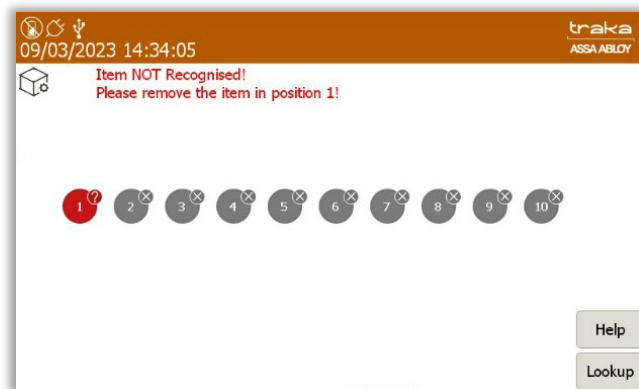 traka
09/03/2023 14:34:05
ASSA ABLOY
Item NOT Recognised!
Please remove the item in position 1!
1 ? 2 X 3 X 4 X 5 X 6 X 7 X 8 X 9 X 10 X
Help
Lookup